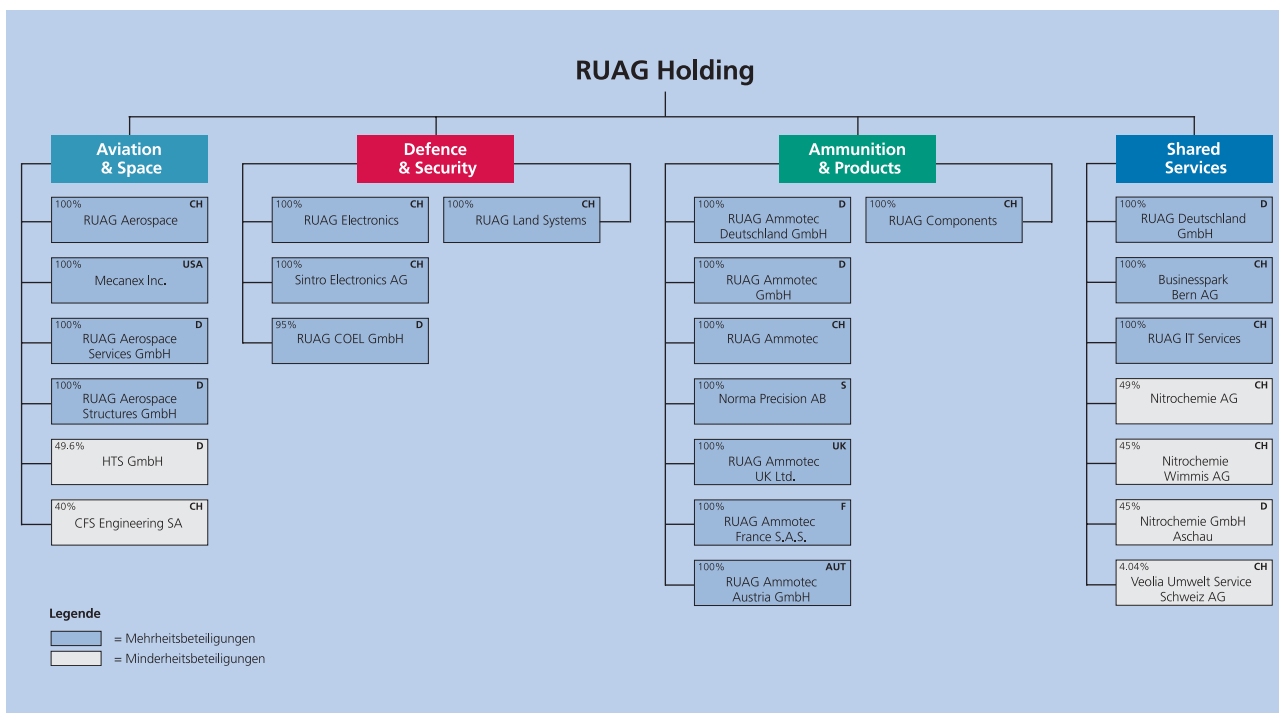 RUAG Holding
Aviation
& Space
100% CH
RUAG Aerospace
100% USA
Mecanex Inc.
100% D
RUAG Aerospace
Services GmbH
100% D
RUAG Aerospace
Structures GmbH
49.6% D
HTS GmbH
40% CH
CFS Engineering SA
Defence
& Security
100% CH
RUAG Electronics
100% CH
Sintro Electronics AG
95% D
RUAG COEL GmbH
100% CH
RUAG Land Systems
Ammunition
& Products
100% D
RUAG Ammotec
Deutschland GmbH
100% D
RUAG Ammotec
GmbH
100% CH
RUAG Ammotec
100% S
Norma Precision AB
100% UK
RUAG Ammotec
UK Ltd.
100% F
RUAG Ammotec
France S.A.S.
100% AUT
RUAG Ammotec
Austria GmbH
100% CH
RUAG Components
Shared
Services
100% D
RUAG Deutschland
GmbH
100% CH
Businesspark
Bern AG
100% CH
RUAG IT Services
49% CH
Nitrochemie AG
45% CH
Nitrochemie
Wimmis AG
45% D
Nitrochemie GmbH
Aschau
4.04% CH
Veolia Umwelt Service
Schweiz AG
Legende
= Mehrheitsbeteiligungen
= Minderheitsbeteiligungen